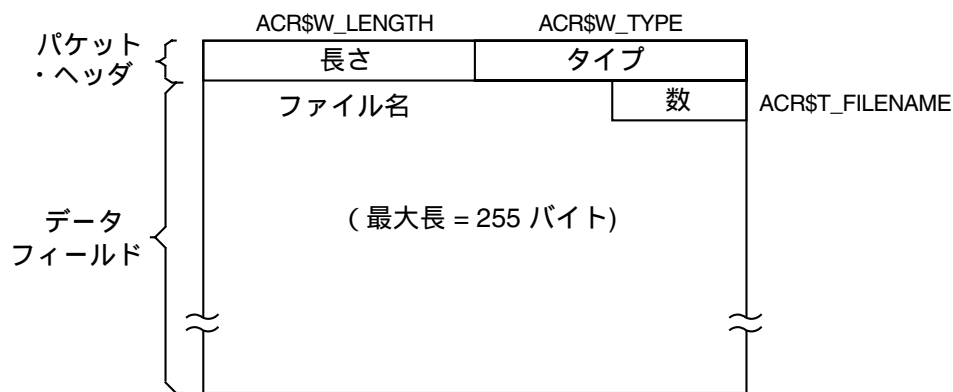 ACR$W_LENGTH ACR$W_TYPE
パケット
・ヘッダ
長さ タイプ
ファイル名 数 ACR$T_FILENAME
(最大長 = 255 バイト)
データ
フィールド